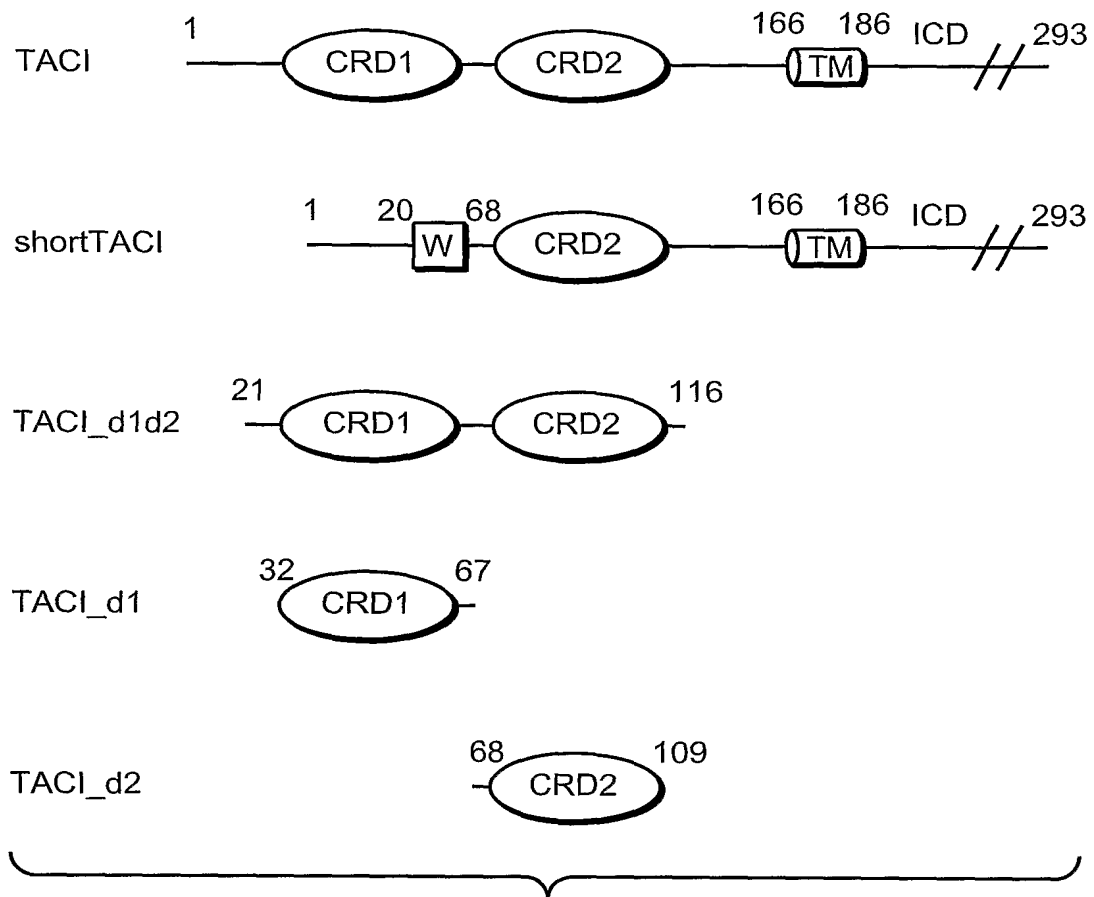 1 166 186 ICD 293
TACI CRD1 CRD2 TM
1 20 68 166 186 ICD 293
shortTACI W CRD2 TM
21 116
TACI_d1d2 CRD1 CRD2
32 67
TACI_d1 CRD1
68 109
TACI_d2 CRD2